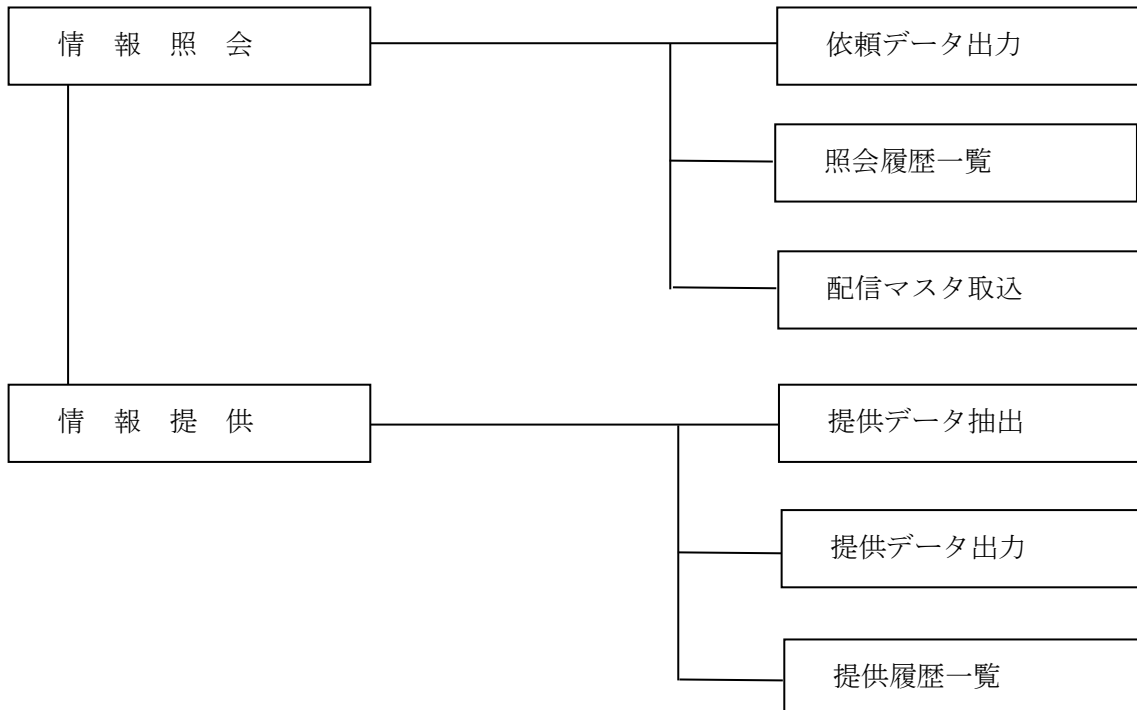 情 報 照 会
依頼データ出力
照会履歴一覧
配信マスタ取込
情 報 提 供
提供データ抽出
提供データ出力
提供履歴一覧